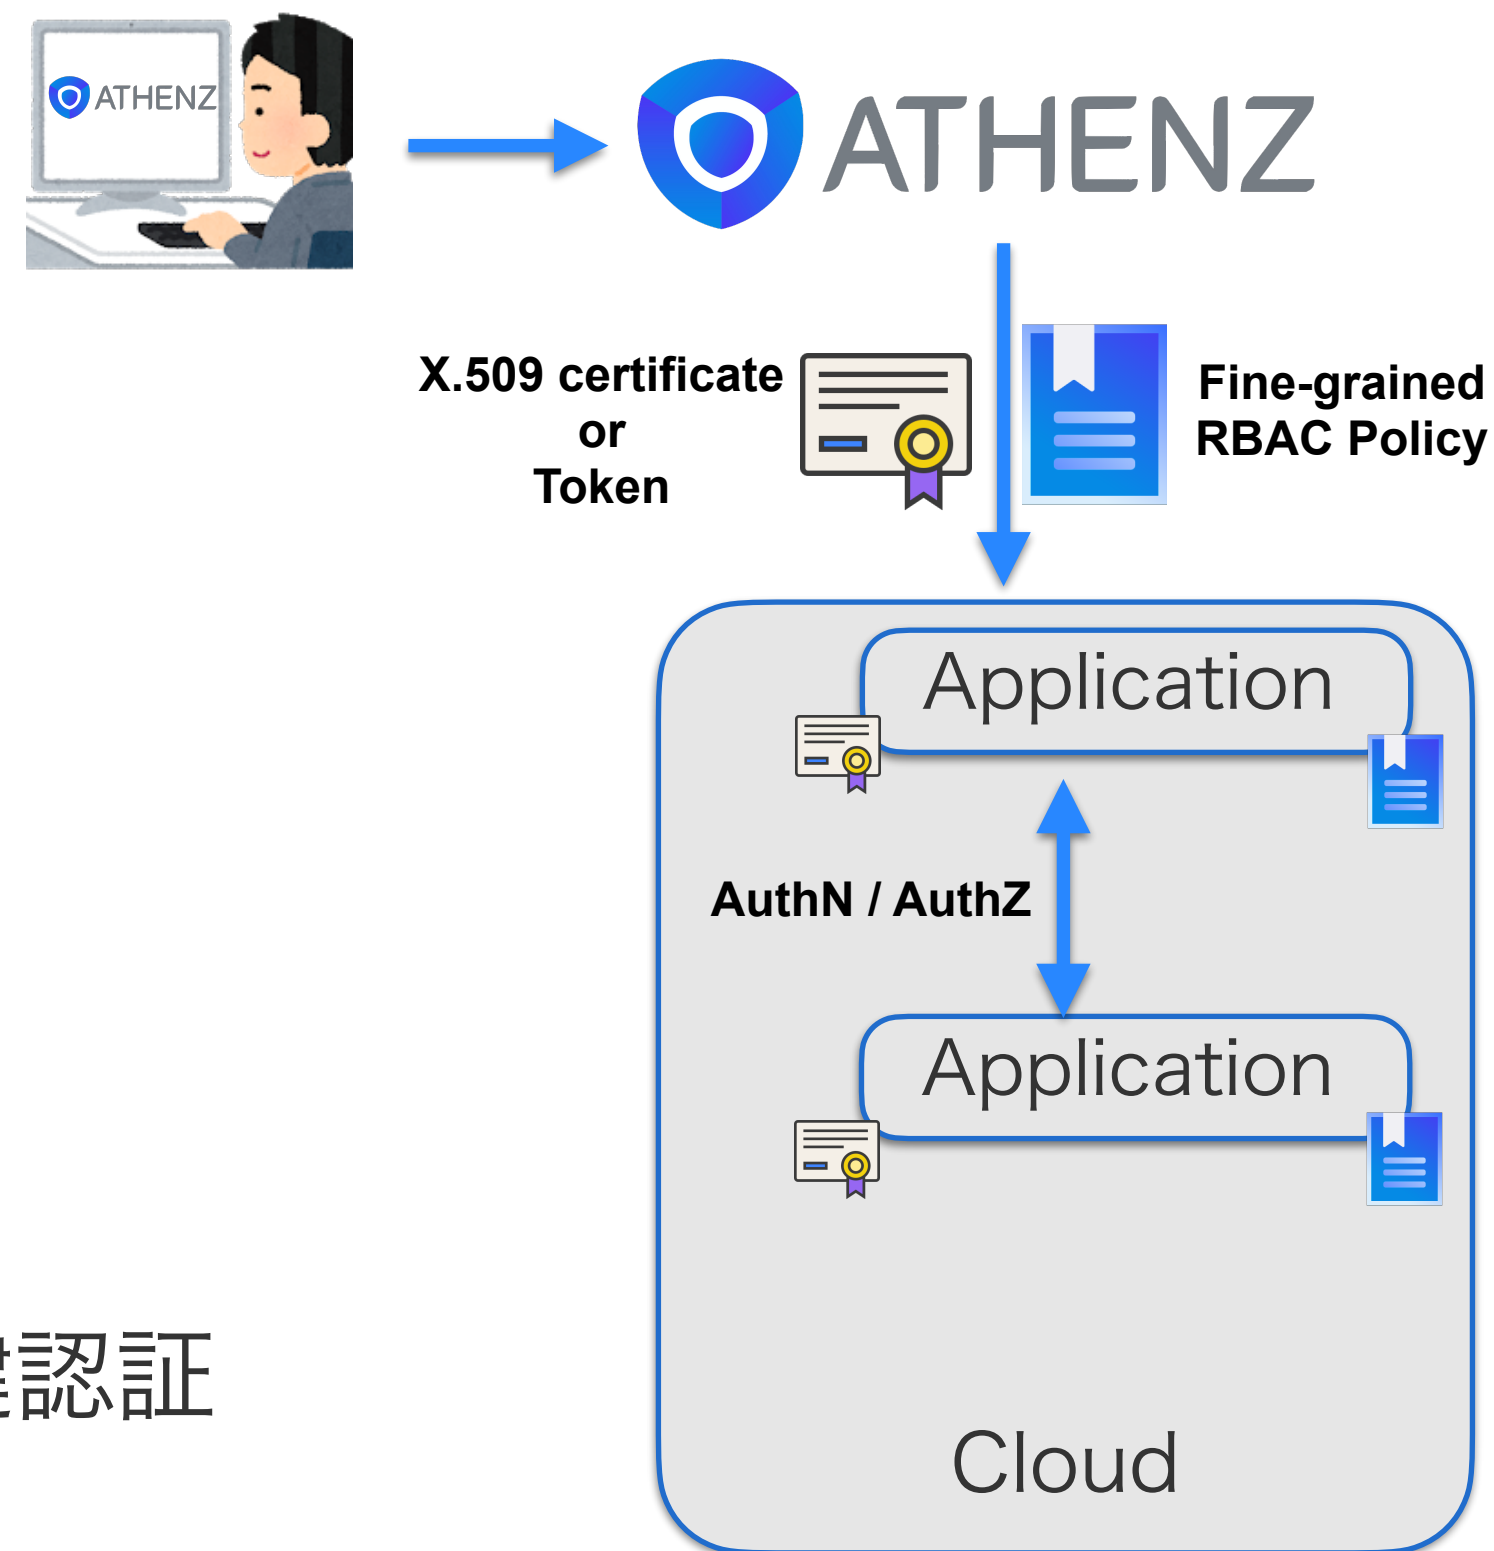 ATHENZ
ATHENZ
X.509 certificate
or
Token
Fine-grained
RBAC Policy
Application
AuthN / AuthZ
Application
認証
Cloud